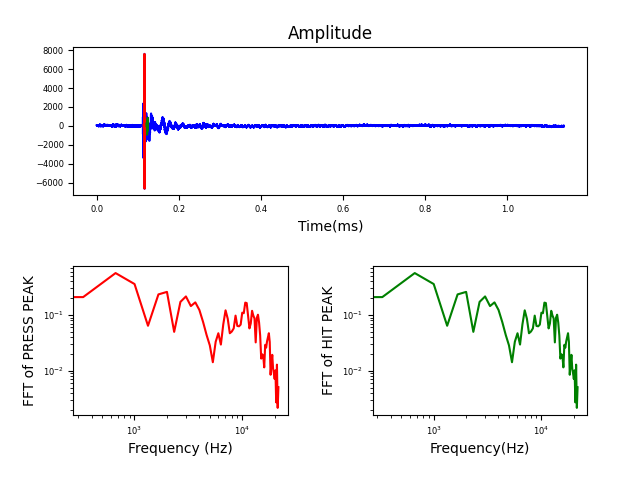 Amplitude
8000
6000
4000
2000
0
−2000
−4000
−6000
0.0 0.2 0.4 0.6 0.8 1.0
Time(ms)
FFT of PRESS PEAK
10⁻¹
10⁻²
10³ 10⁴
Frequency (Hz)
FFT of HIT PEAK
10⁻¹
10⁻²
10³ 10⁴
Frequency(Hz)